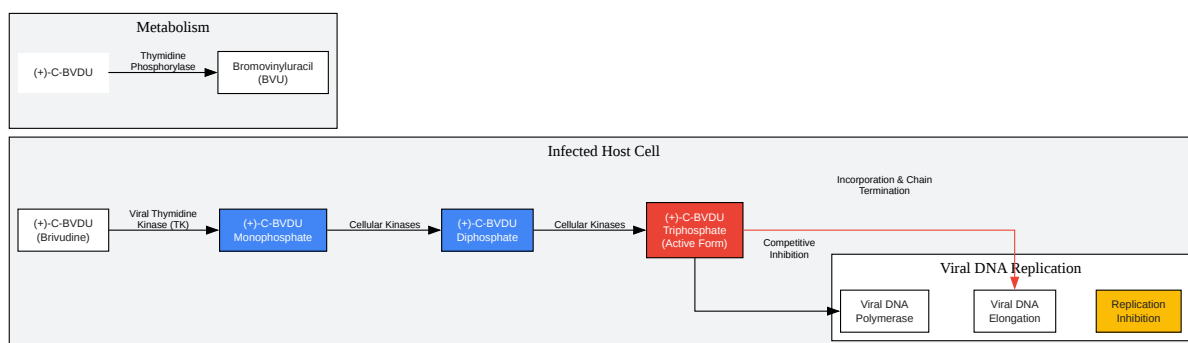 Metabolism
(+)-C-BVDU
Thymidine
Phosphorylase
Bromovinyluracil
(BVU)
Infected Host Cell
(+)-C-BVDU
(Brivudine)
Viral Thymidine
Kinase (TK)
(+)-C-BVDU
Monophosphate
Cellular Kinases
(+)-C-BVDU
Diphosphate
Cellular Kinases
(+)-C-BVDU
Triphosphate
(Active Form)
Incorporation & Chain
Termination
Competitive
Inhibition
Viral DNA Replication
Viral DNA
Polymerase
Viral DNA
Elongation
Replication
Inhibition